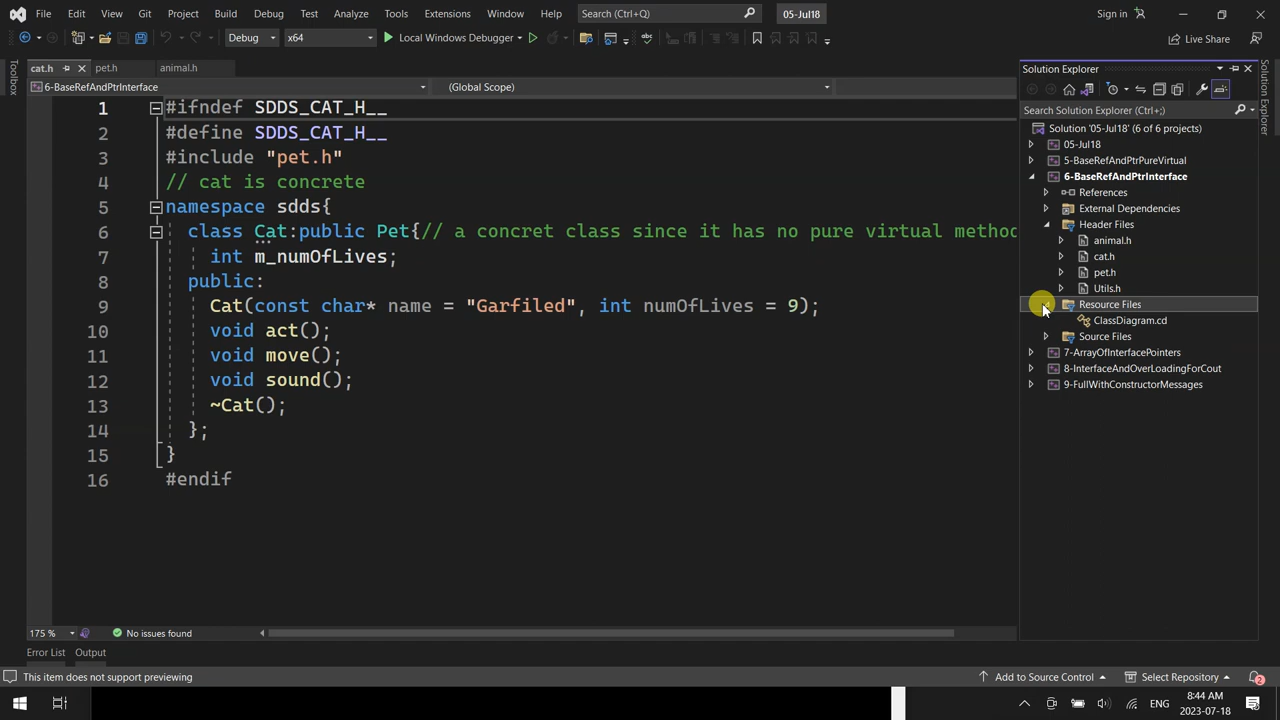 File Edit View Git Project Build Debug Test Analyze Tools Extensions Window Help Search (Ctrl+Q) 05-Jul18 Sign in
Debug x64 Local Windows Debugger Live Share
Toolbox
cat.h pet.h animal.h
6-BaseRefAndPtrInterface (Global Scope)
1 #ifndef SDDS_CAT_H__
2 #define SDDS_CAT_H__
3 #include "pet.h"
4 // cat is concrete
5 namespace sdds{
6 class Cat:public Pet{// a concret class since it has no pure virtual methoc
7 int m_numOfLives;
8 public:
9 Cat(const char* name = "Garfiled", int numOfLives = 9);
10 void act();
11 void move();
12 void sound();
13 ~Cat();
14 };
15 }
16 #endif
175 % No issues found
Solution Explorer
Search Solution Explorer (Ctrl+;)
Solution '05-Jul18' (6 of 6 projects)
05-Jul18
5-BaseRefAndPtrPureVirtual
6-BaseRefAndPtrInterface
References
External Dependencies
Header Files
animal.h
cat.h
pet.h
Utils.h
Resource Files
ClassDiagram.cd
Source Files
7-ArrayOfInterfacePointers
8-InterfaceAndOverLoadingForCout
9-FullWithConstructorMessages
Solution Explorer
Team Explorer
Error List Output
This item does not support previewing Add to Source Control Select Repository 2
ENG 8:44 AM
2023-07-18